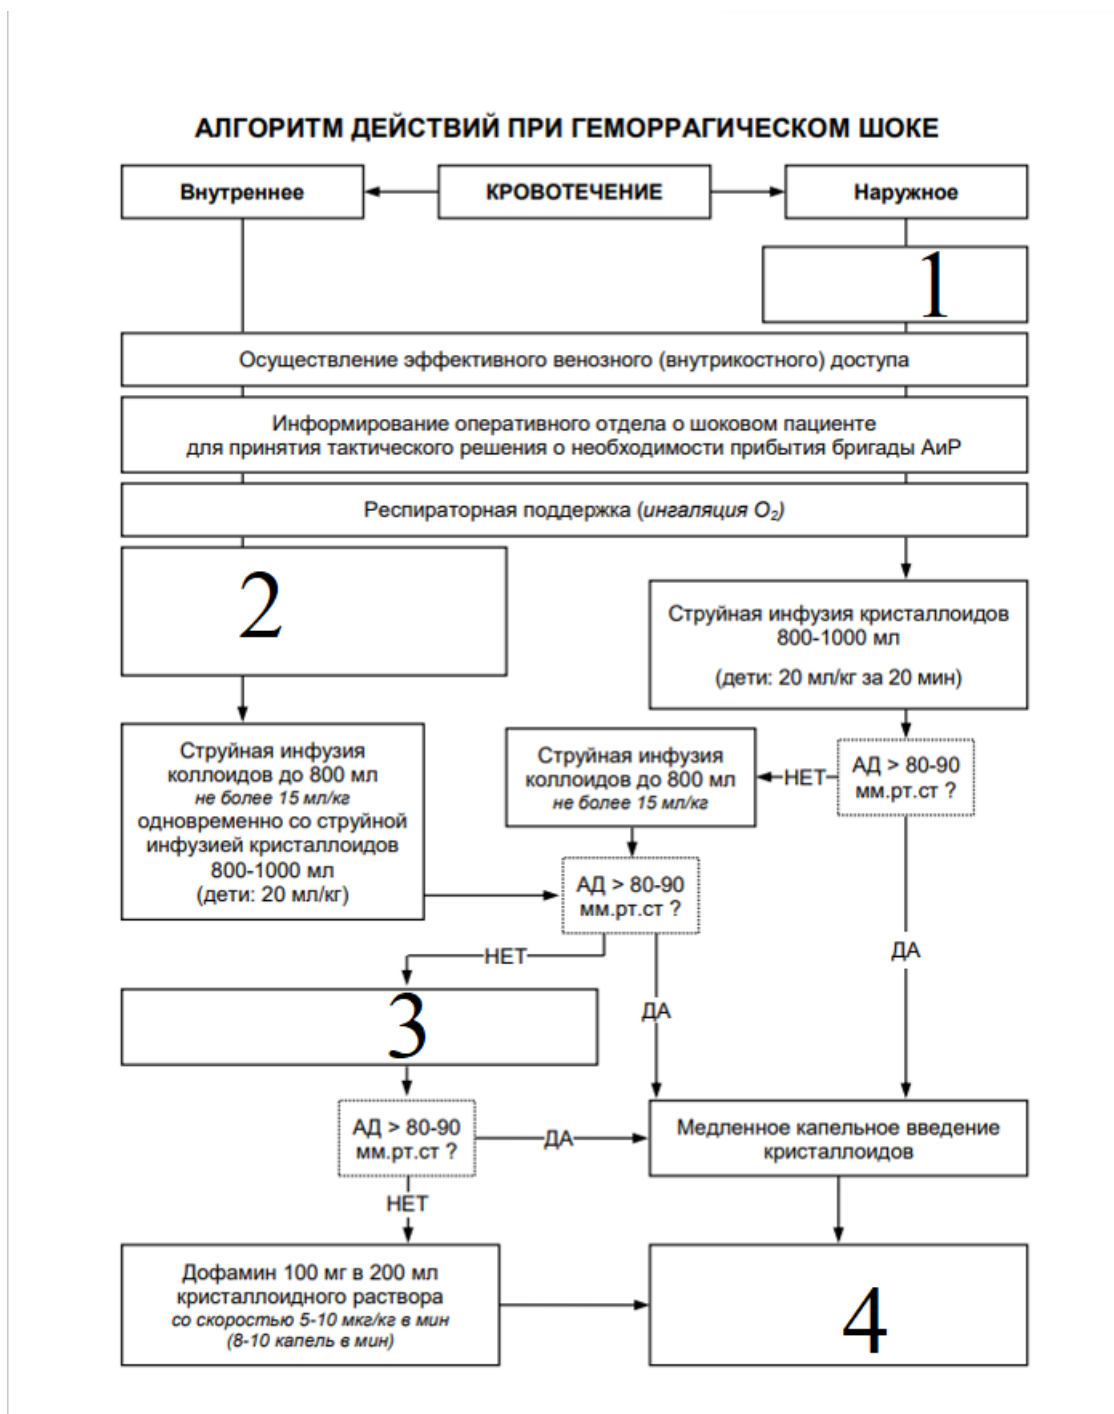 АЛГОРИТМ ДЕЙСТВИЙ ПРИ ГЕМОРРАГИЧЕСКОМ ШОКЕ
Внутреннее
КРОВОТЕЧЕНИЕ
Наружное
1
Осуществление эффективного венозного (внутрикостного) доступа
Информирование оперативного отдела о шоковом пациенте
для принятия тактического решения о необходимости прибытия бригады АиР
Респираторная поддержка (ингаляция O₂)
2
Струйная инфузия кристаллоидов
800-1000 мл
(дети: 20 мл/кг за 20 мин)
Струйная инфузия
коллоидов до 800 мл
не более 15 мл/кг
одновременно со струйной
инфузией кристаллоидов
800-1000 мл
(дети: 20 мл/кг)
Струйная инфузия
коллоидов до 800 мл
не более 15 мл/кг
НЕТ
АД > 80-90
мм.рт.ст ?
АД > 80-90
мм.рт.ст ?
НЕТ
ДА
ДА
3
АД > 80-90
мм.рт.ст ?
ДА
Медленное капельное введение
кристаллоидов
НЕТ
Дофамин 100 мг в 200 мл
кристаллоидного раствора
со скоростью 5-10 мкг/кг в мин
(8-10 капель в мин)
4